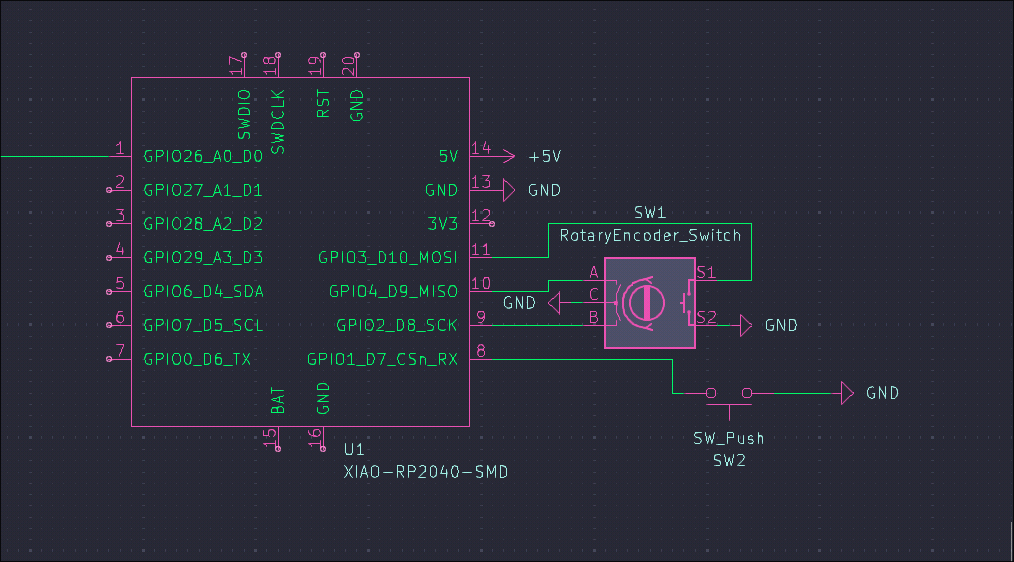 17 18 19 20
SWDIO SWDCLK RST GND
1 GPIO26_A0_D0 5V 14 +5V
2 GPIO27_A1_D1 GND 13 GND
3 GPIO28_A2_D2 3V3 12
SW1
RotaryEncoder_Switch
4 GPIO29_A3_D3 GPIO3_D10_MOSI 11
A S1
5 GPIO6_D4_SDA GPIO4_D9_MISO 10
GND C
6 GPIO7_D5_SCL GPIO2_D8_SCK 9 B S2 GND
7 GPIO0_D6_TX GPIO1_D7_CSn_RX 8
GND
BAT GND
15 16
SW_Push
SW2
U1
XIAO-RP2040-SMD